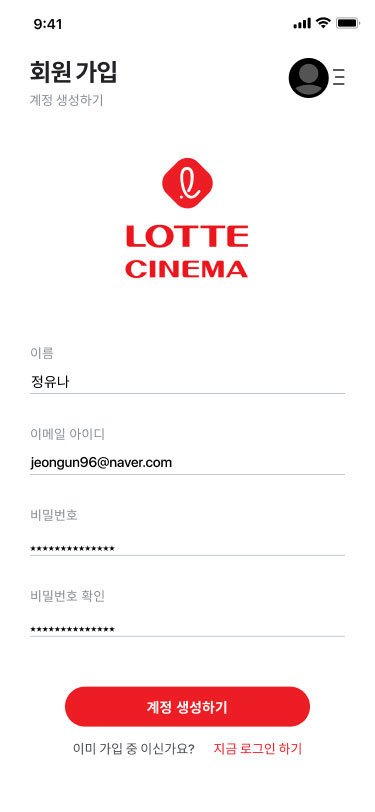 9:41
회원 가입
계정 생성하기
LOTTE
CINEMA
이름
정유나
이메일 아이디
jeongun96@naver.com
비밀번호
**************
비밀번호 확인
**************
계정 생성하기
이미 가입 중 이신가요? 지금 로그인 하기